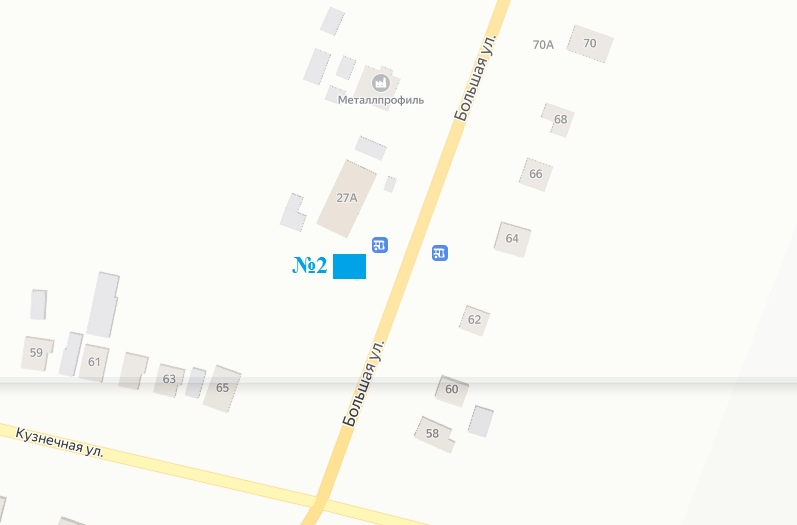 Большая ул.
70А
70
Металлпрофиль
68
66
27А
64
№2
62
59
61
63
65
Большая ул.
60
58
Кузнечная ул.